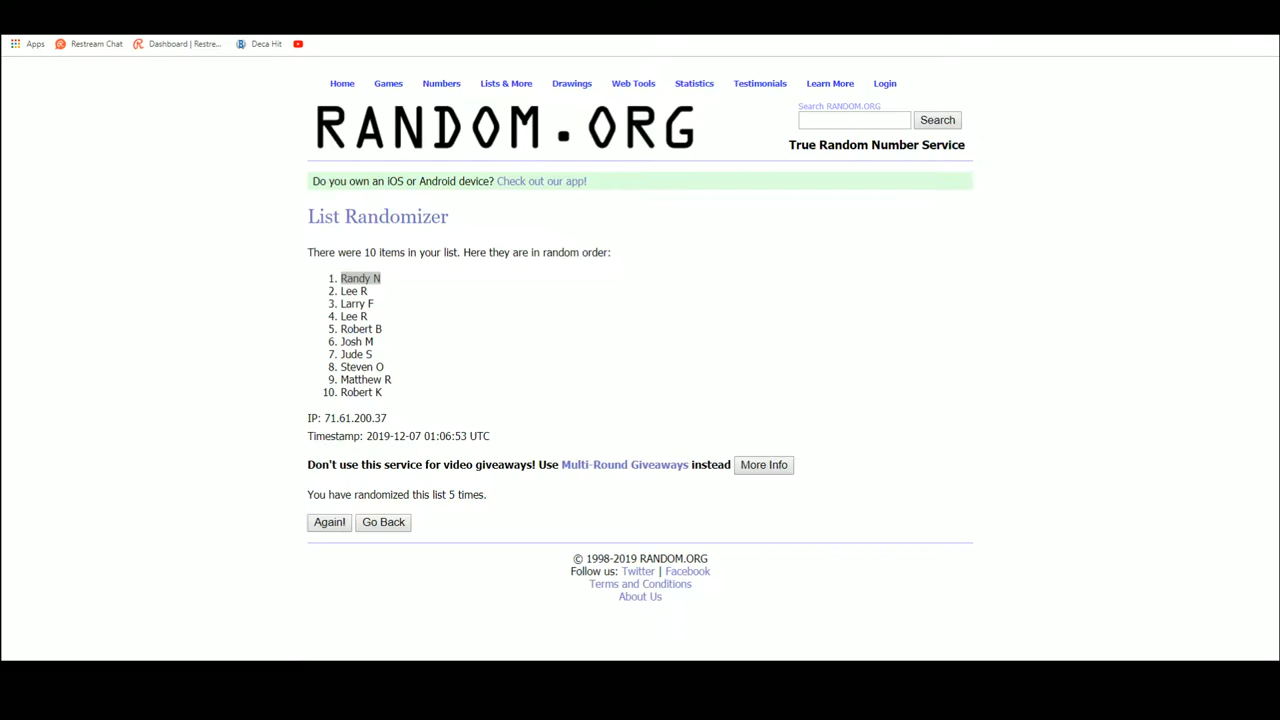 Apps Restream Chat Dashboard | Restre... Deca Hit
Home Games Numbers Lists & More Drawings Web Tools Statistics Testimonials Learn More Login
RANDOM.ORG
Search RANDOM.ORG
Search
True Random Number Service
Do you own an iOS or Android device? Check out our app!
List Randomizer
There were 10 items in your list. Here they are in random order:
1. Randy N
2. Lee R
3. Larry F
4. Lee R
5. Robert B
6. Josh M
7. Jude S
8. Steven O
9. Matthew R
10. Robert K
IP: 71.61.200.37
Timestamp: 2019-12-07 01:06:53 UTC
Don't use this service for video giveaways! Use Multi-Round Giveaways instead More Info
You have randomized this list 5 times.
Again! Go Back
© 1998-2019 RANDOM.ORG
Follow us: Twitter | Facebook
Terms and Conditions
About Us